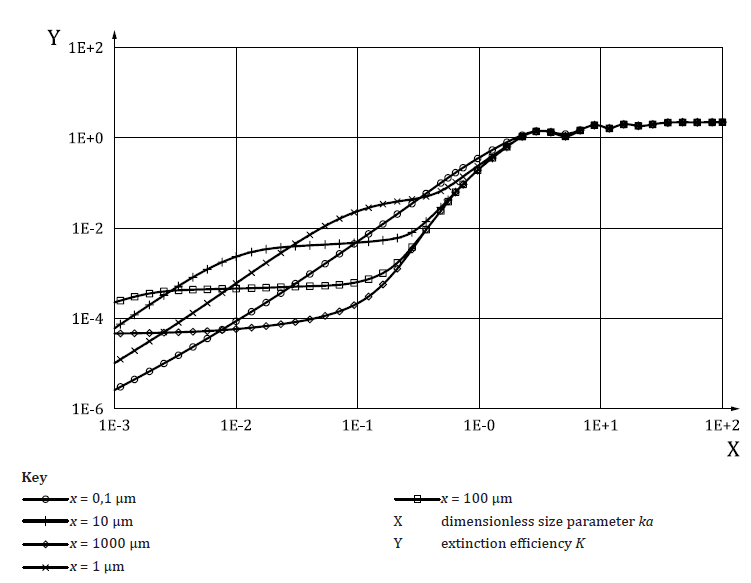 Y
1E+2
1E+0
1E-2
1E-4
1E-6
1E-3 1E-2 1E-1 1E-0 1E+1 1E+2
X
Key
x = 0,1 µm
x = 10 µm
x = 1000 µm
x = 1 µm
x = 100 µm
X dimensionless size parameter ka
Y extinction efficiency K